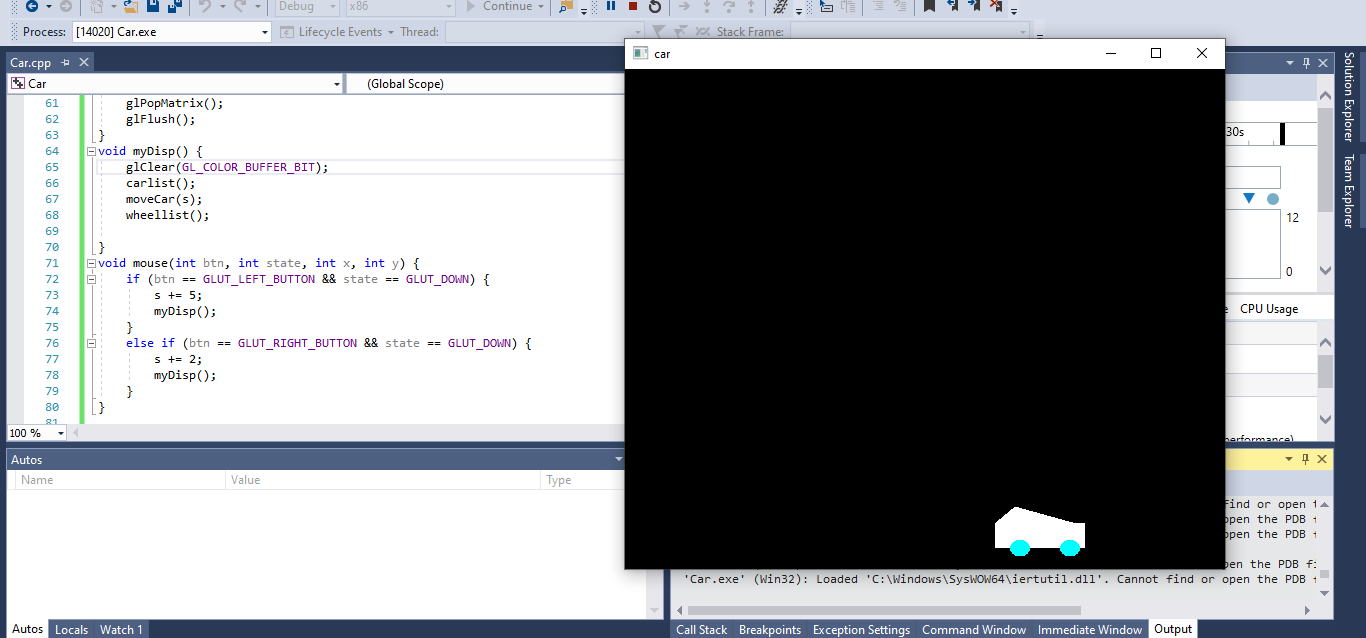 Debug x86 Continue
Process: [14020] Car.exe Lifecycle Events Thread: Stack Frame:
Car.cpp
Car (Global Scope)
61 glPopMatrix();
62 glFlush();
63 }
64 void myDisp() {
65 glClear(GL_COLOR_BUFFER_BIT);
66 carlist();
67 moveCar(s);
68 wheellist();
69
70 }
71 void mouse(int btn, int state, int x, int y) {
72 if (btn == GLUT_LEFT_BUTTON && state == GLUT_DOWN) {
73 s += 5;
74 myDisp();
75 }
76 else if (btn == GLUT_RIGHT_BUTTON && state == GLUT_DOWN) {
77 s += 2;
78 myDisp();
79 }
80 }
81
100 %
car
30s
12
0
CPU Usage
Solution Explorer
Team Explorer
Autos
Name Value Type
find or open
open the PDB
open the PDB
open the PDB
'Car.exe' (Win32): Loaded 'C:\Windows\SysWOW64\iertutil.dll'. Cannot find or open the PDB
Autos Locals Watch 1
Call Stack Breakpoints Exception Settings Command Window Immediate Window Output